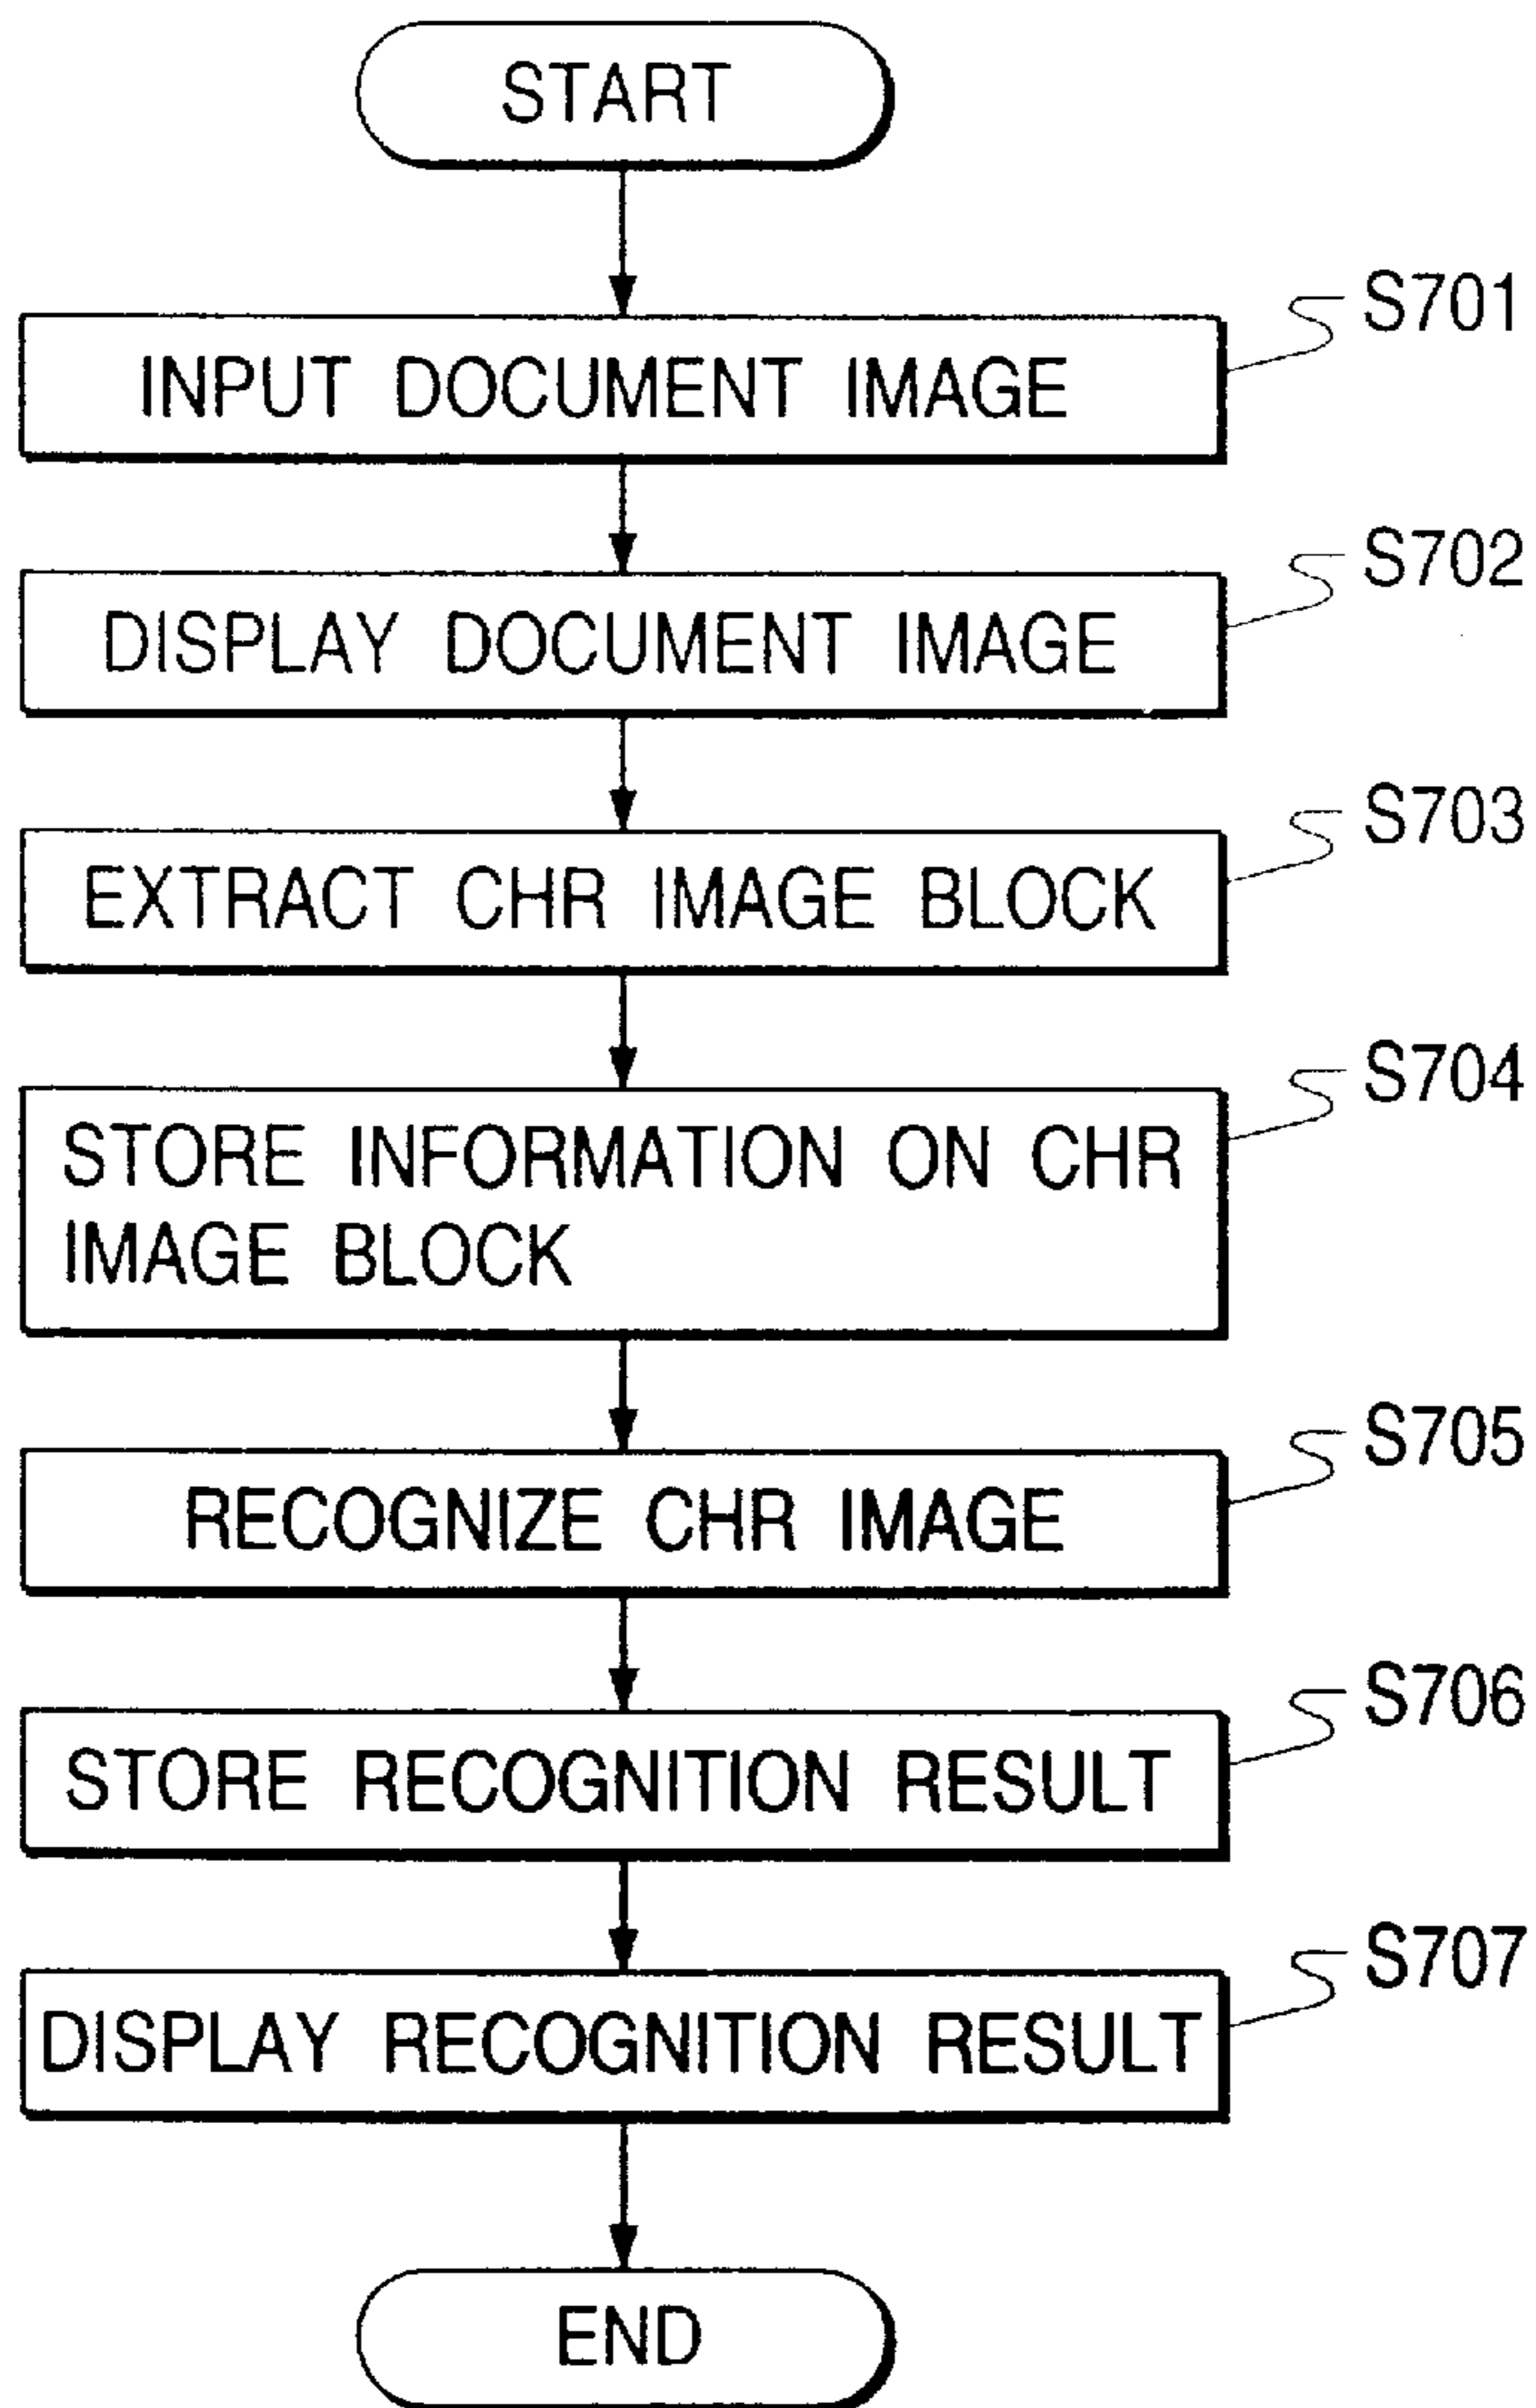 START
S701
INPUT DOCUMENT IMAGE
S702
DISPLAY DOCUMENT IMAGE
S703
EXTRACT CHR IMAGE BLOCK
S704
STORE INFORMATION ON CHR
IMAGE BLOCK
S705
RECOGNIZE CHR IMAGE
S706
STORE RECOGNITION RESULT
S707
DISPLAY RECOGNITION RESULT
END